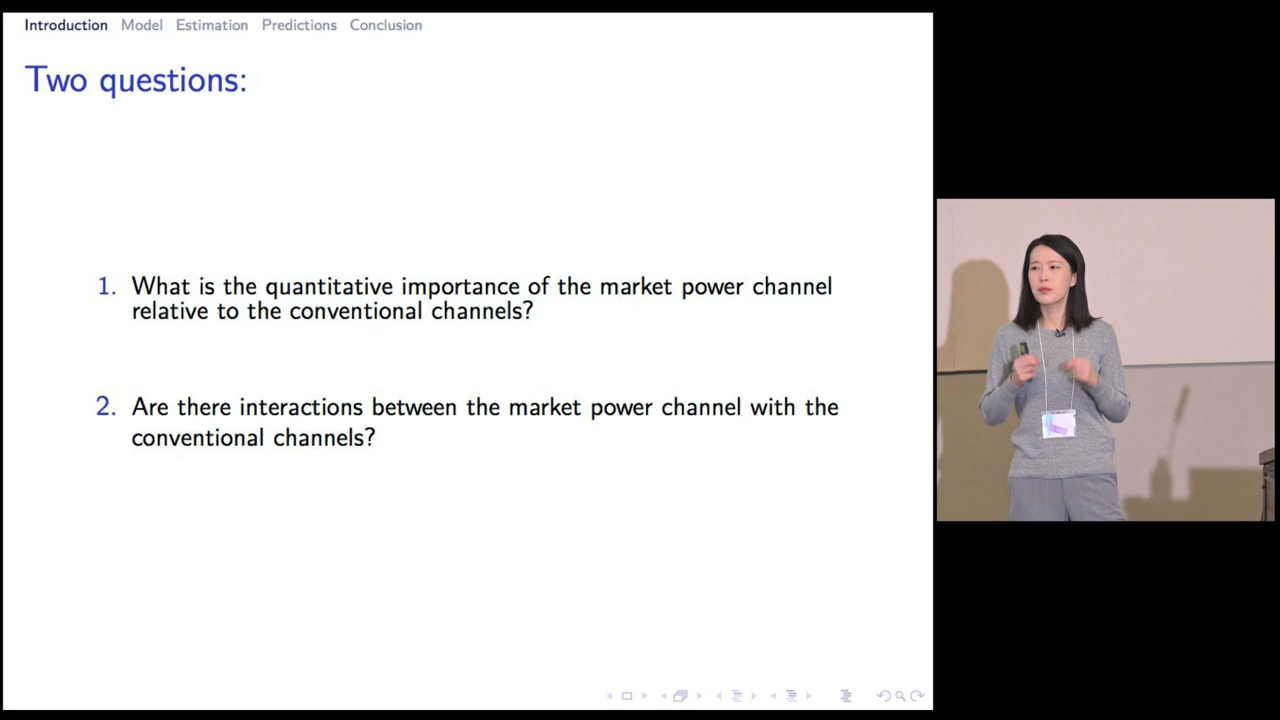 Introduction Model Estimation Predictions Conclusion
Two questions:
1. What is the quantitative importance of the market power channel
relative to the conventional channels?
2. Are there interactions between the market power channel with the
conventional channels?